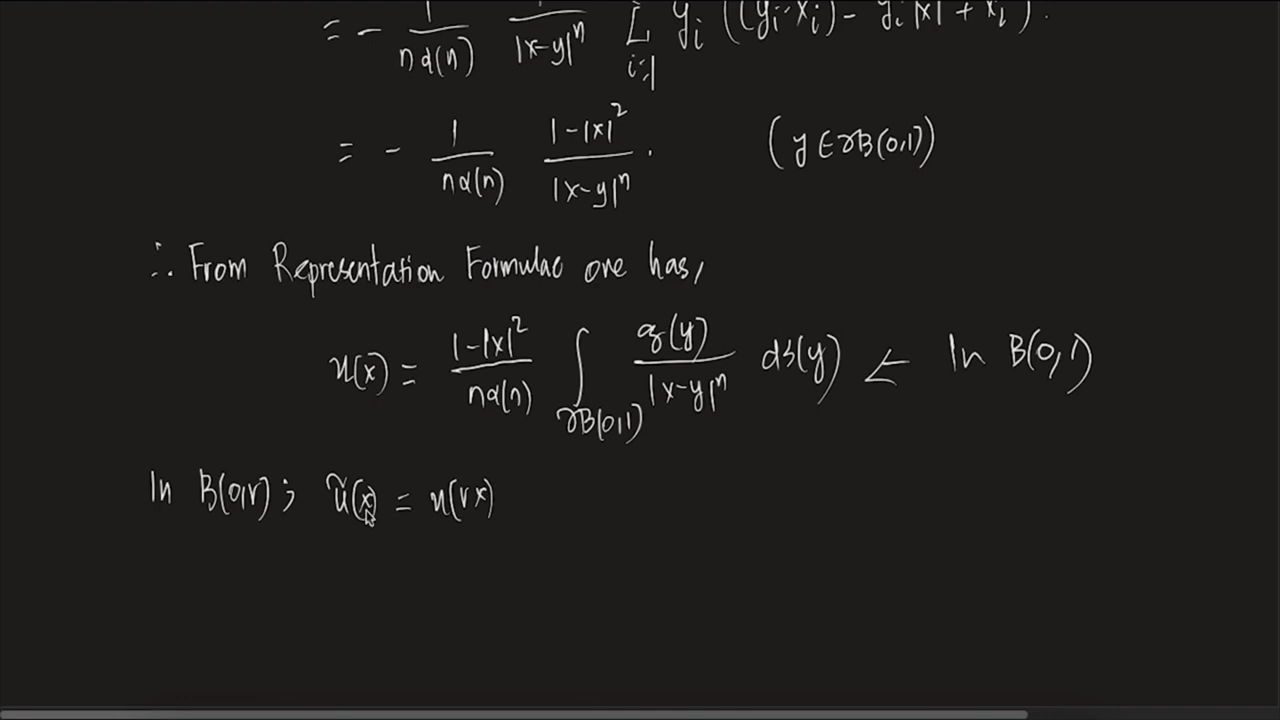 = - 1/(nα(n)) 1/|x-y|ⁿ Σ_{i=1} y_i ((y_i - x_i) - y_i |x| + x_i).
= - 1/(nα(n)) (1-|x|²)/|x-y|ⁿ. (y ∈ ∂B(0,1))
∴ From Representation Formulae one has,
u(x) = (1-|x|²)/(nα(n)) ∫_{∂B(0,1)} g(y)/|x-y|ⁿ dS(y) ← In B(0,1)
In B(0,r); ũ(x) = u(rx)